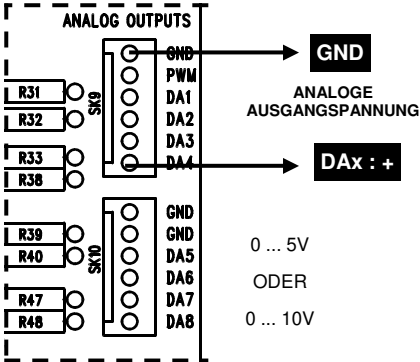 ANALOG OUTPUTS
GND
PWM
DA1
DA2
DA3
DA4
SK9
R31
R32
R33
R38
GND
ANALOGE
AUSGANGSPANNUNG
DAx : +
GND
GND
DA5
DA6
DA7
DA8
SK10
R39
R40
R47
R48
0 ... 5V
ODER
0 ... 10V